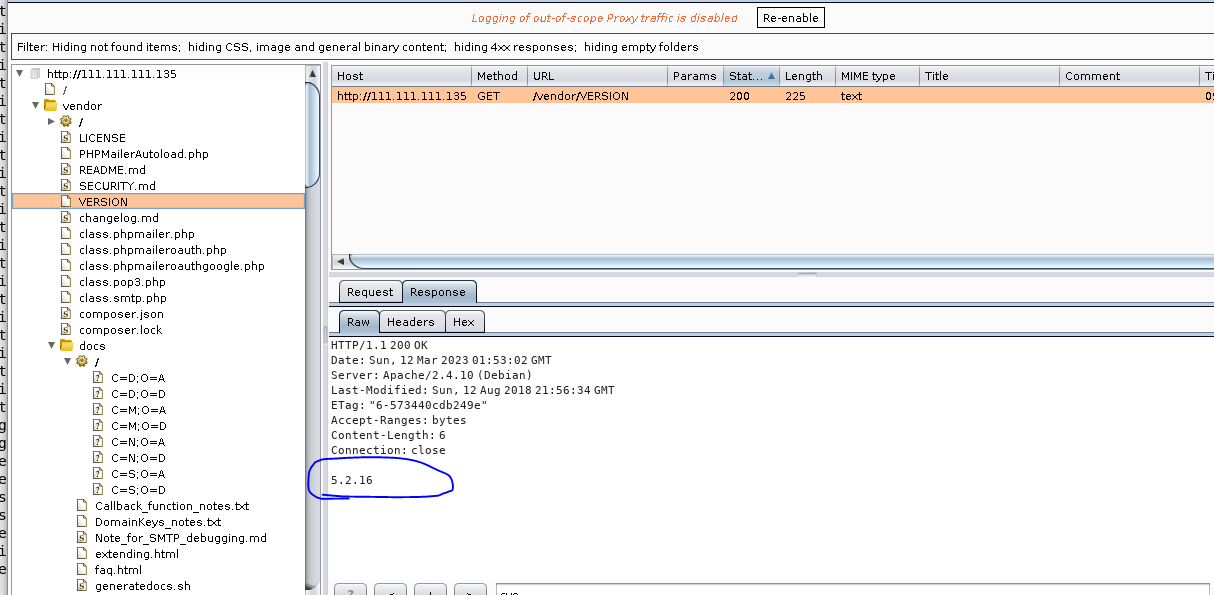 Logging of out-of-scope Proxy traffic is disabled Re-enable
Filter: Hiding not found items; hiding CSS, image and general binary content; hiding 4xx responses; hiding empty folders
http://111.111.111.135
/
vendor
/
LICENSE
PHPMailerAutoload.php
README.md
SECURITY.md
VERSION
changelog.md
class.phpmailer.php
class.phpmaileroauth.php
class.phpmaileroauthgoogle.php
class.pop3.php
class.smtp.php
composer.json
composer.lock
docs
/
C=D;O=A
C=D;O=D
C=M;O=A
C=M;O=D
C=N;O=A
C=N;O=D
C=S;O=A
C=S;O=D
Callback_function_notes.txt
DomainKeys_notes.txt
Note_for_SMTP_debugging.md
extending.html
faq.html
generatedocs.sh
Host Method URL Params Stat... Length MIME type Title Comment
http://111.111.111.135 GET /vendor/VERSION 200 225 text
Request Response
Raw Headers Hex
HTTP/1.1 200 OK
Date: Sun, 12 Mar 2023 01:53:02 GMT
Server: Apache/2.4.10 (Debian)
Last-Modified: Sun, 12 Aug 2018 21:56:34 GMT
ETag: "6-573440cdb249e"
Accept-Ranges: bytes
Content-Length: 6
Connection: close
5.2.16